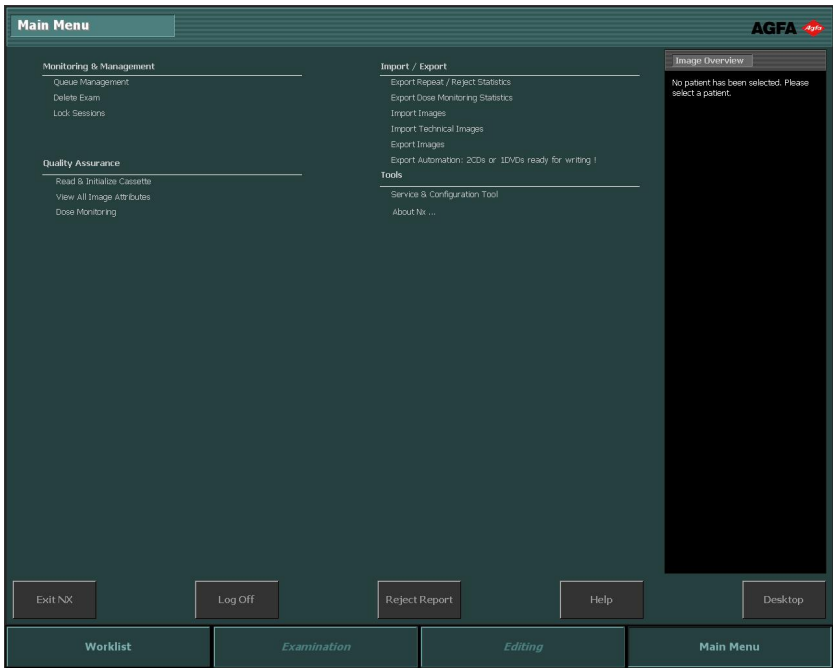 Main Menu
AGFA
Agfa
Monitoring & Management
Queue Management
Delete Exam
Lock Sessions
Quality Assurance
Read & Initialize Cassette
View All Image Attributes
Dose Monitoring
Import / Export
Export Repeat / Reject Statistics
Export Dose Monitoring Statistics
Import Images
Import Technical Images
Export Images
Export Automation: 2CDs or 1DVDs ready for writing !
Tools
Service & Configuration Tool
About Nx ...
Image Overview
No patient has been selected. Please
select a patient.
Exit NX
Log Off
Reject Report
Help
Desktop
Worklist
Examination
Editing
Main Menu